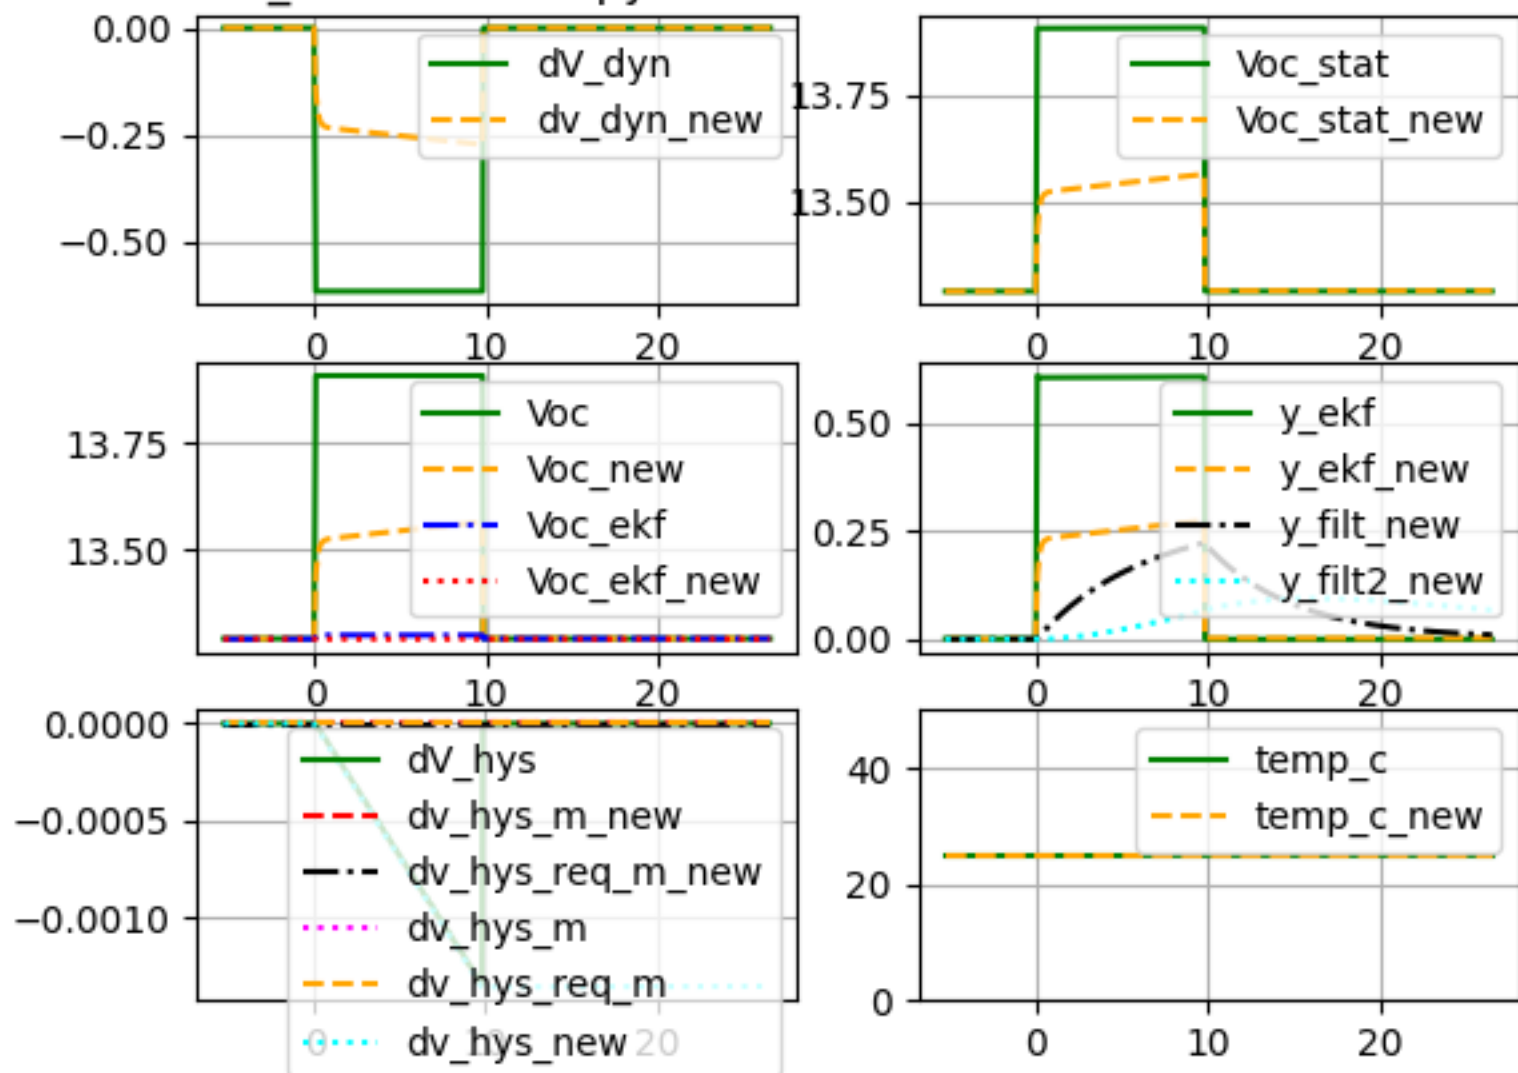 0.00
−0.25
−0.50
0 10 20
dV_dyn
dv_dyn_new
13.75
13.50
0 10 20
Voc_stat
Voc_stat_new
13.75
13.50
0 10 20
Voc
Voc_new
Voc_ekf
Voc_ekf_new
0.50
0.25
0.00
0 10 20
y_ekf
y_ekf_new
y_filt_new
y_filt2_new
0.0000
−0.0005
−0.0010
0 10 20
dV_hys
dv_hys_m_new
dv_hys_req_m_new
dv_hys_m
dv_hys_req_m
dv_hys_new
40
20
0
0 10 20
temp_c
temp_c_new